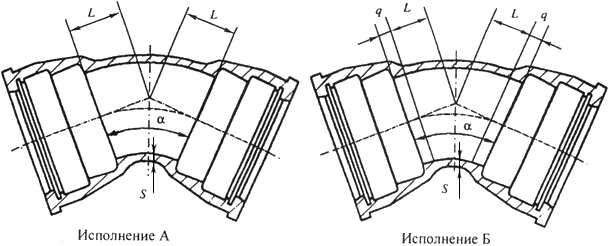 L L
α
S
Исполнение А
q L L q
α
S
Исполнение Б